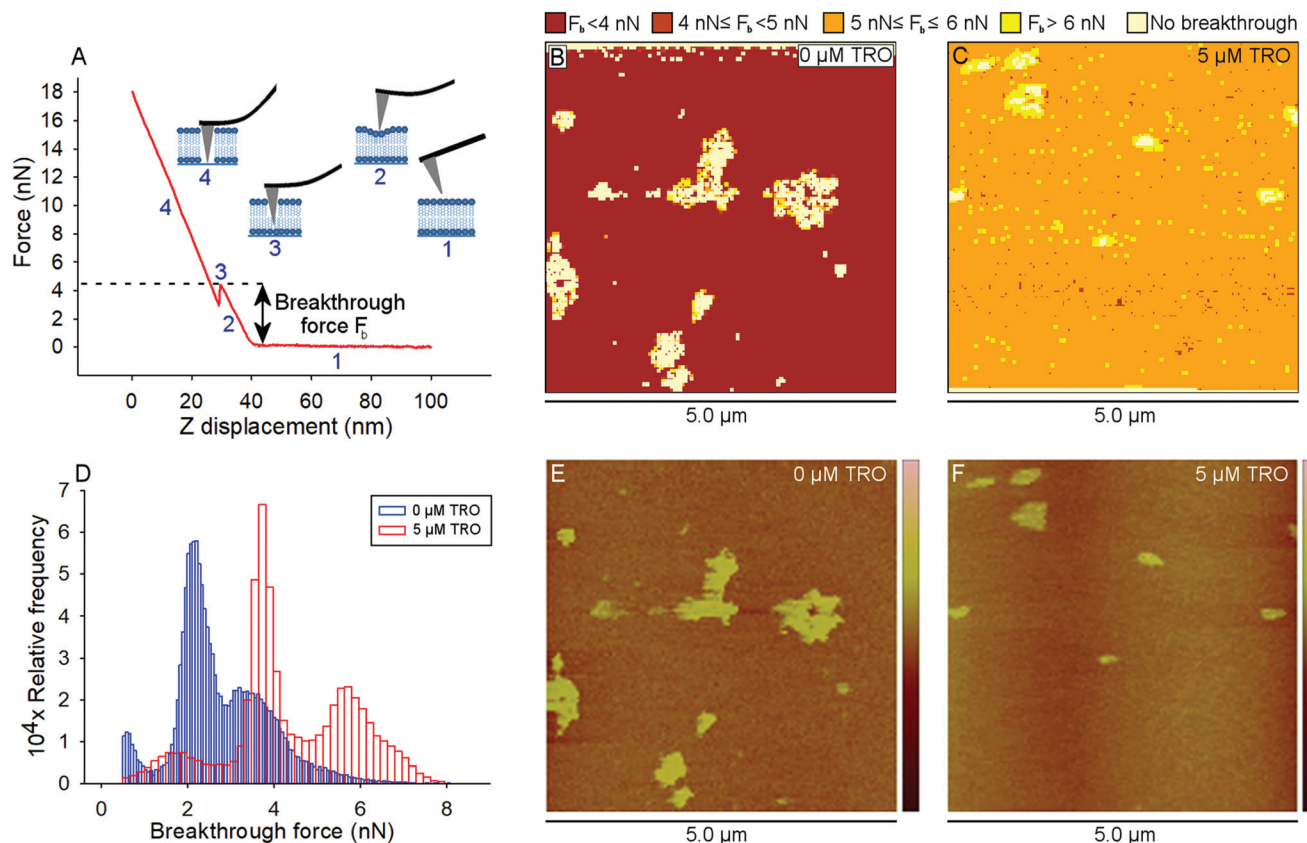 F_b <4 nN 4 nN≤ F_b <5 nN 5 nN≤ F_b ≤ 6 nN F_b > 6 nN No breakthrough
A
Force (nN)
18
16
14
12
10
8
6
4
2
0
4
2
3
1
4
3
2
1
Breakthrough
force F_b
0 20 40 60 80 100
Z displacement (nm)
B
0 µM TRO
5.0 µm
C
5 µM TRO
5.0 µm
D
10⁴x Relative frequency
7
6
5
4
3
2
1
0
0 µM TRO
5 µM TRO
0 2 4 6 8
Breakthrough force (nN)
E
0 µM TRO
5.0 µm
F
5 µM TRO
5.0 µm